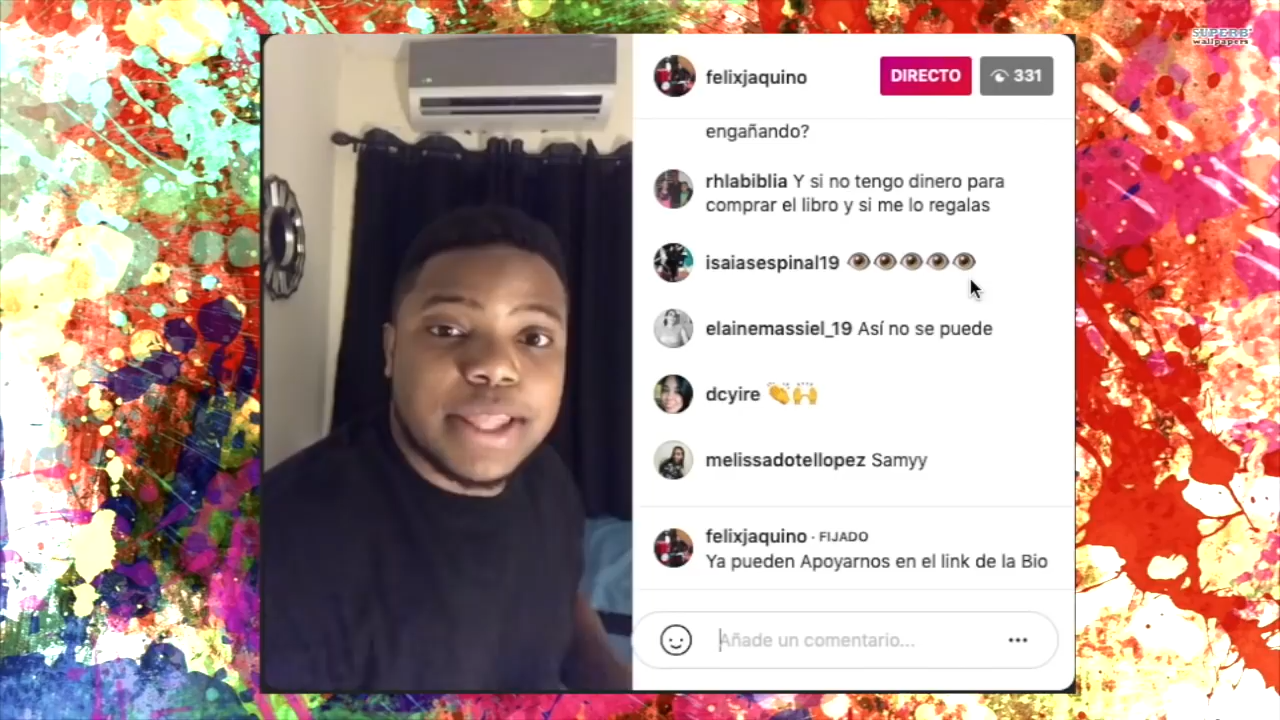 SUPERB
wallpapers
felixjaquino
DIRECTO
331
engañando?
rhlabiblia Y si no tengo dinero para
comprar el libro y si me lo regalas
isaiasespinal19 👁👁👁👁👁
elainemassiel_19 Así no se puede
dcyire 👏🙌
melissadotellopez Samyy
felixjaquino · FIJADO
Ya pueden Apoyarnos en el link de la Bio
Añade un comentario...